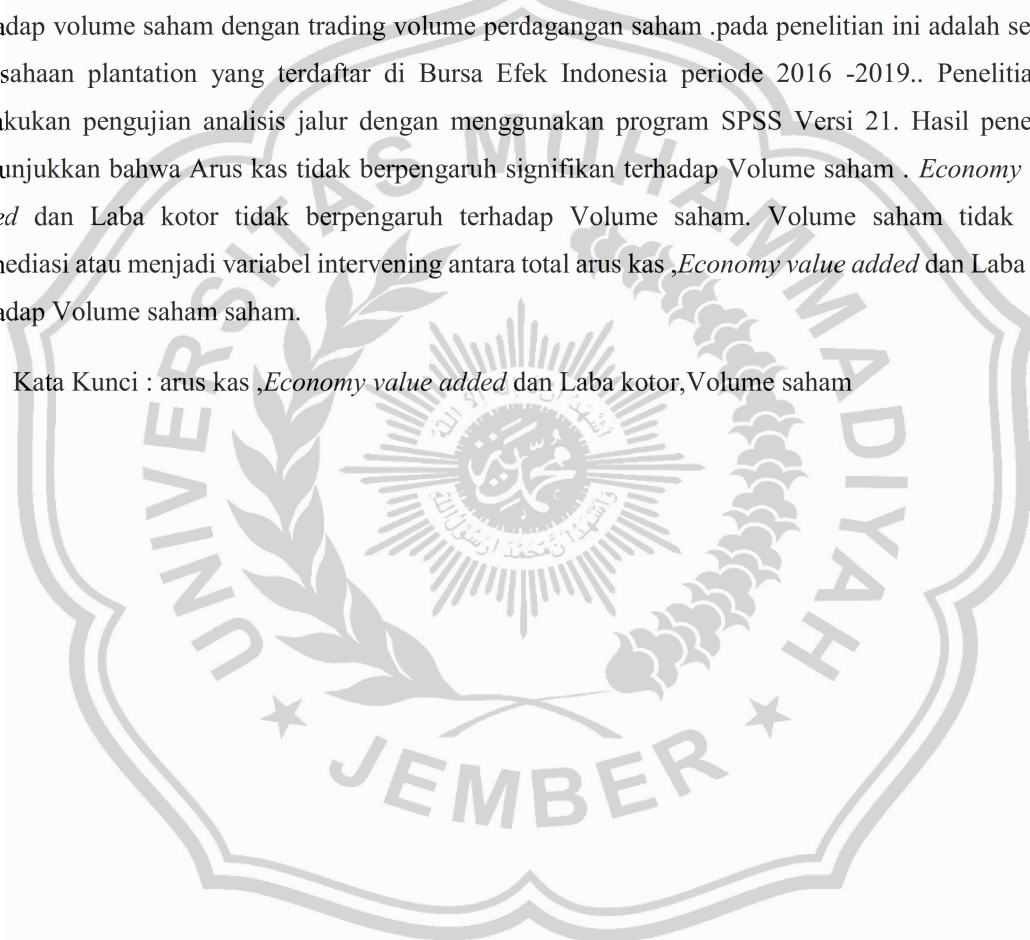 adap volume saham dengan trading volume perdagangan saham .pada penelitian ini adalah se
sahaan plantation yang terdaftar di Bursa Efek Indonesia periode 2016 -2019.. Penelitia
kukan pengujian analisis jalur dengan menggunakan program SPSS Versi 21. Hasil pene
unjukkan bahwa Arus kas tidak berpengaruh signifikan terhadap Volume saham . Economy
ed dan Laba kotor tidak berpengaruh terhadap Volume saham. Volume saham tidak
nediasi atau menjadi variabel intervening antara total arus kas ,Economy value added dan Laba
adap Volume saham saham.
Kata Kunci : arus kas ,Economy value added dan Laba kotor,Volume saham
UNIVERSITAS MUHAMMADIYAH
JEMBER